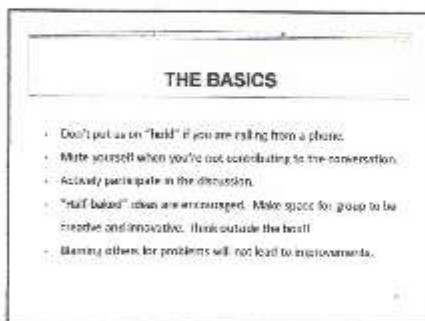 THE BASICS
- Don't put us on "hold" if you are calling from a phone.
- Mute yourself when you're not contributing to the conversation.
- Actively participate in the discussion.
- "Half baked" ideas are encouraged. Make space for group to be
creative and innovative. Think outside the box!!
- Blaming others for problems will not lead to improvements.